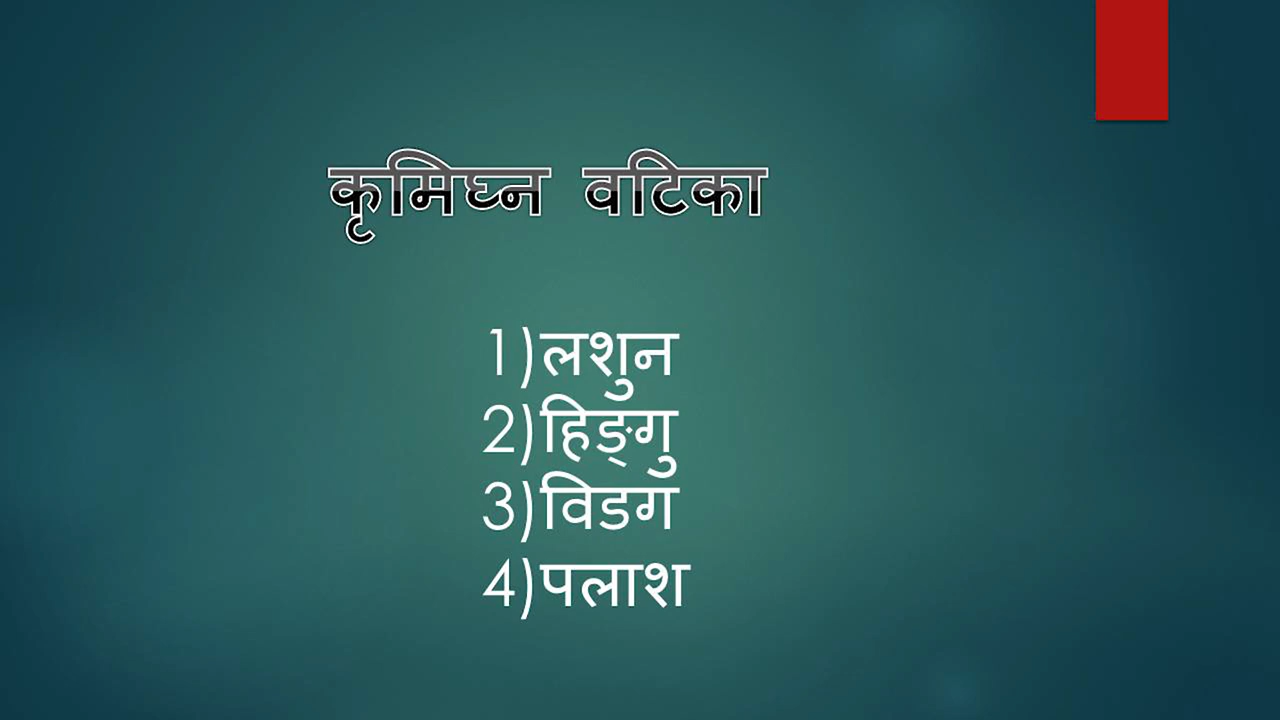 कृमिघ्न वटिका
1)लशुन
2)हिङ्गु
3)विडग
4)पलाश